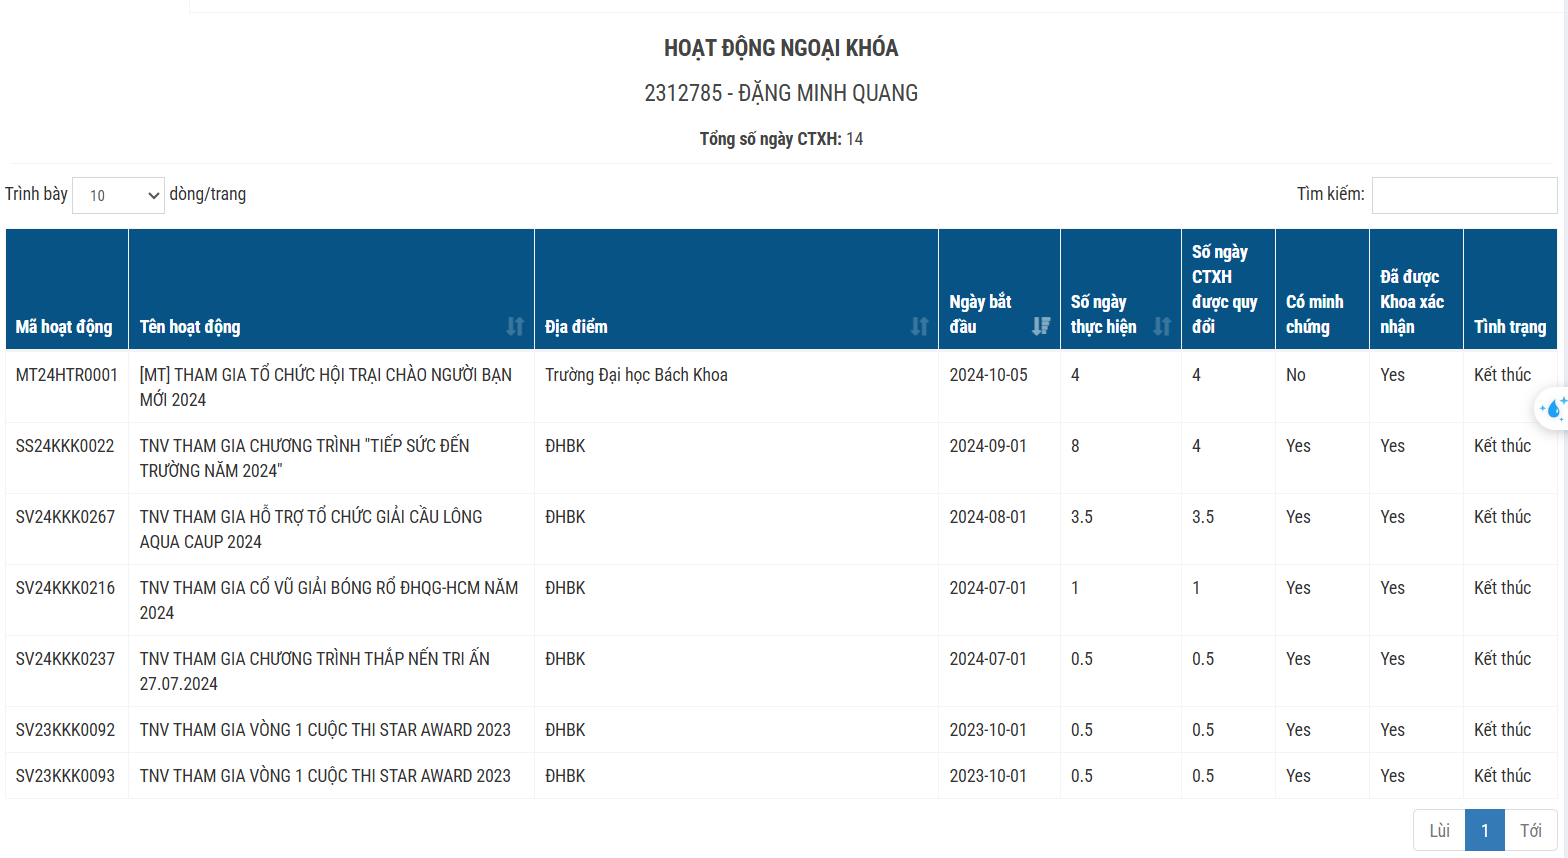 HOẠT ĐỘNG NGOẠI KHÓA
2312785 - ĐẶNG MINH QUANG
Tổng số ngày CTXH: 14
Trình bày 10 dòng/trang
Tìm kiếm:
Mã hoạt động Tên hoạt động Địa điểm Ngày bắt đầu Số ngày thực hiện Số ngày CTXH được quy đổi Có minh chứng Đã được Khoa xác nhận Tình trạng
MT24HTR0001 [MT] THAM GIA TỔ CHỨC HỘI TRẠI CHÀO NGƯỜI BẠN Trường Đại học Bách Khoa 2024-10-05 4 4 No Yes Kết thúc
MỚI 2024
SS24KKK0022 TNV THAM GIA CHƯƠNG TRÌNH "TIẾP SỨC ĐẾN ĐHBK 2024-09-01 8 4 Yes Yes Kết thúc
TRƯỜNG NĂM 2024"
SV24KKK0267 TNV THAM GIA HỖ TRỢ TỔ CHỨC GIẢI CẦU LÔNG ĐHBK 2024-08-01 3.5 3.5 Yes Yes Kết thúc
AQUA CAUP 2024
SV24KKK0216 TNV THAM GIA CỔ VŨ GIẢI BÓNG RỔ ĐHQG-HCM NĂM ĐHBK 2024-07-01 1 1 Yes Yes Kết thúc
2024
SV24KKK0237 TNV THAM GIA CHƯƠNG TRÌNH THẮP NẾN TRI ẤN ĐHBK 2024-07-01 0.5 0.5 Yes Yes Kết thúc
27.07.2024
SV23KKK0092 TNV THAM GIA VÒNG 1 CUỘC THI STAR AWARD 2023 ĐHBK 2023-10-01 0.5 0.5 Yes Yes Kết thúc
SV23KKK0093 TNV THAM GIA VÒNG 1 CUỘC THI STAR AWARD 2023 ĐHBK 2023-10-01 0.5 0.5 Yes Yes Kết thúc
Lùi 1 Tới